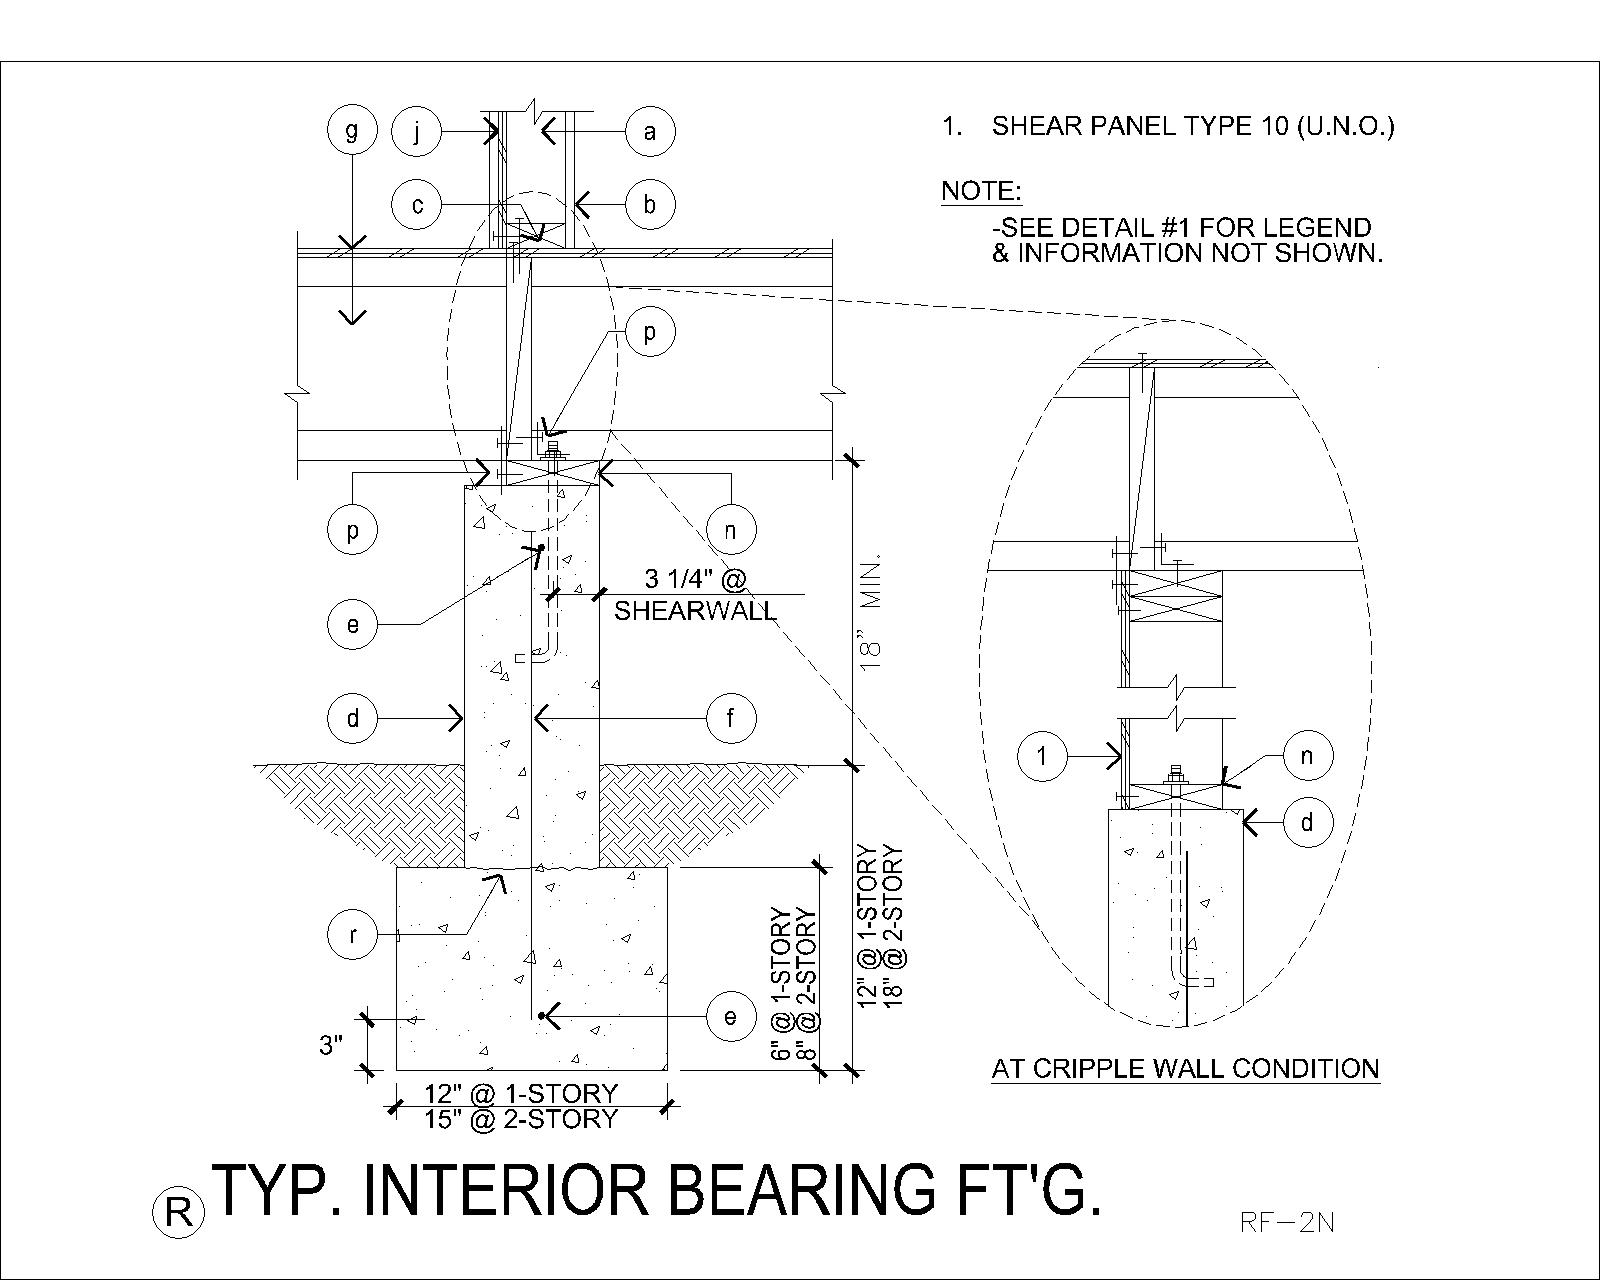 g
j
a
c
b
1. SHEAR PANEL TYPE 10 (U.N.O.)
NOTE:
-SEE DETAIL #1 FOR LEGEND
& INFORMATION NOT SHOWN.
p
p
n
e
3 1/4" @
SHEARWALL
18" MIN.
d
f
1
n
d
r
e
3"
6" @ 1-STORY
8" @ 2-STORY
12" @ 1-STORY
18" @ 2-STORY
12" @ 1-STORY
15" @ 2-STORY
AT CRIPPLE WALL CONDITION
R TYP. INTERIOR BEARING FT'G.
RF-2N